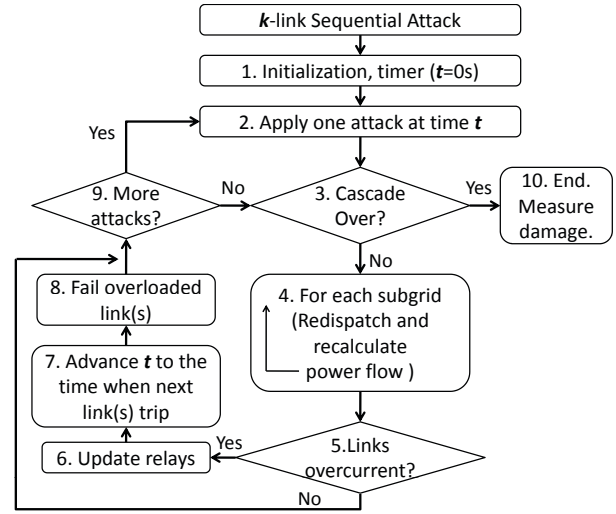 k-link Sequential Attack
1. Initialization, timer (t=0s)
2. Apply one attack at time t
Yes
9. More
attacks?
No
3. Cascade
Over?
Yes
10. End.
Measure
damage.
No
8. Fail overloaded
link(s)
4. For each subgrid
(Redispatch and
recalculate
power flow )
7. Advance t to the
time when next
link(s) trip
6. Update relays
Yes
5.Links
overcurrent?
No